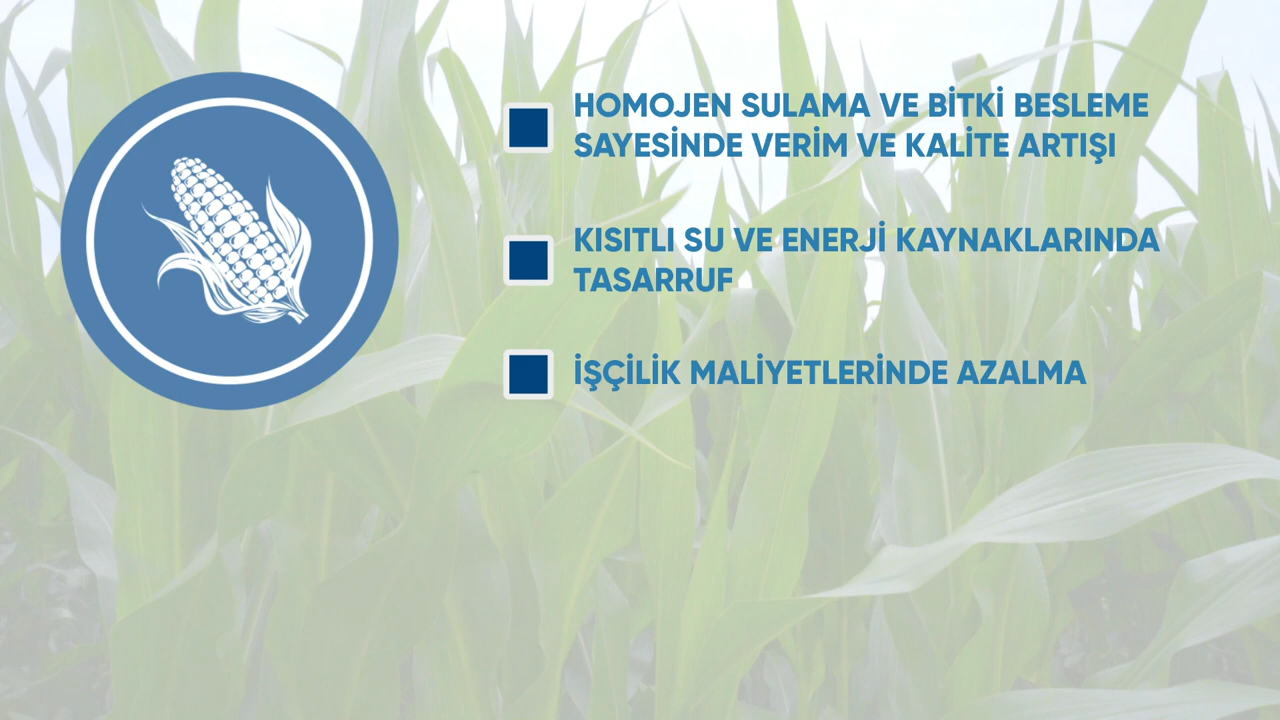 HOMOJEN SULAMA VE BİTKİ BESLEME
SAYESİNDE VERİM VE KALİTE ARTIŞI
KISITLI SU VE ENERJİ KAYNAKLARINDA
TASARRUF
İŞÇİLİK MALİYETLERİNDE AZALMA